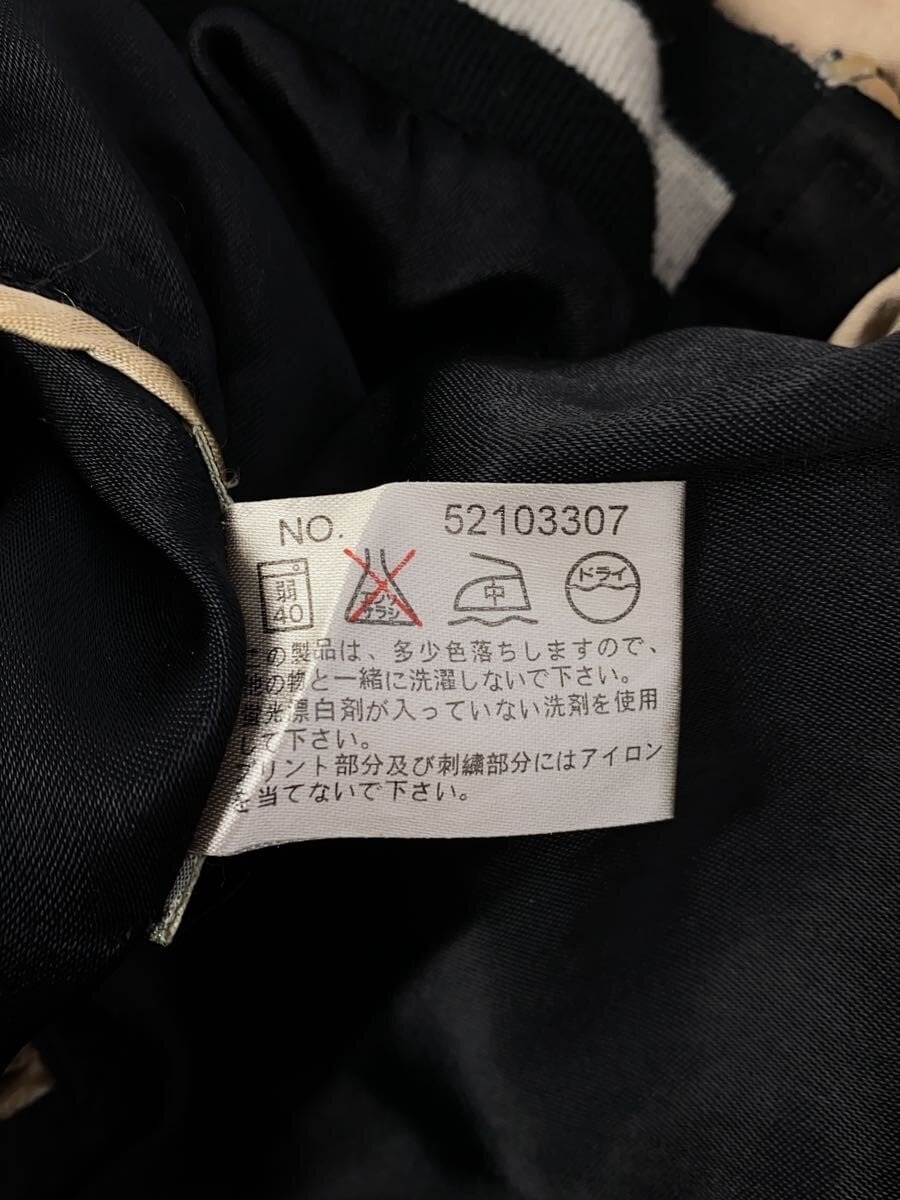 NO. 52103307
弱 40
エンソ サラシ
中
ドライ
の製品は、多少色落ちしますので、
の物と一緒に洗濯しないで下さい。
光漂白剤が入っていない洗剤を使用
して下さい。
プリント部分及び刺繍部分にはアイロン
を当てないで下さい。